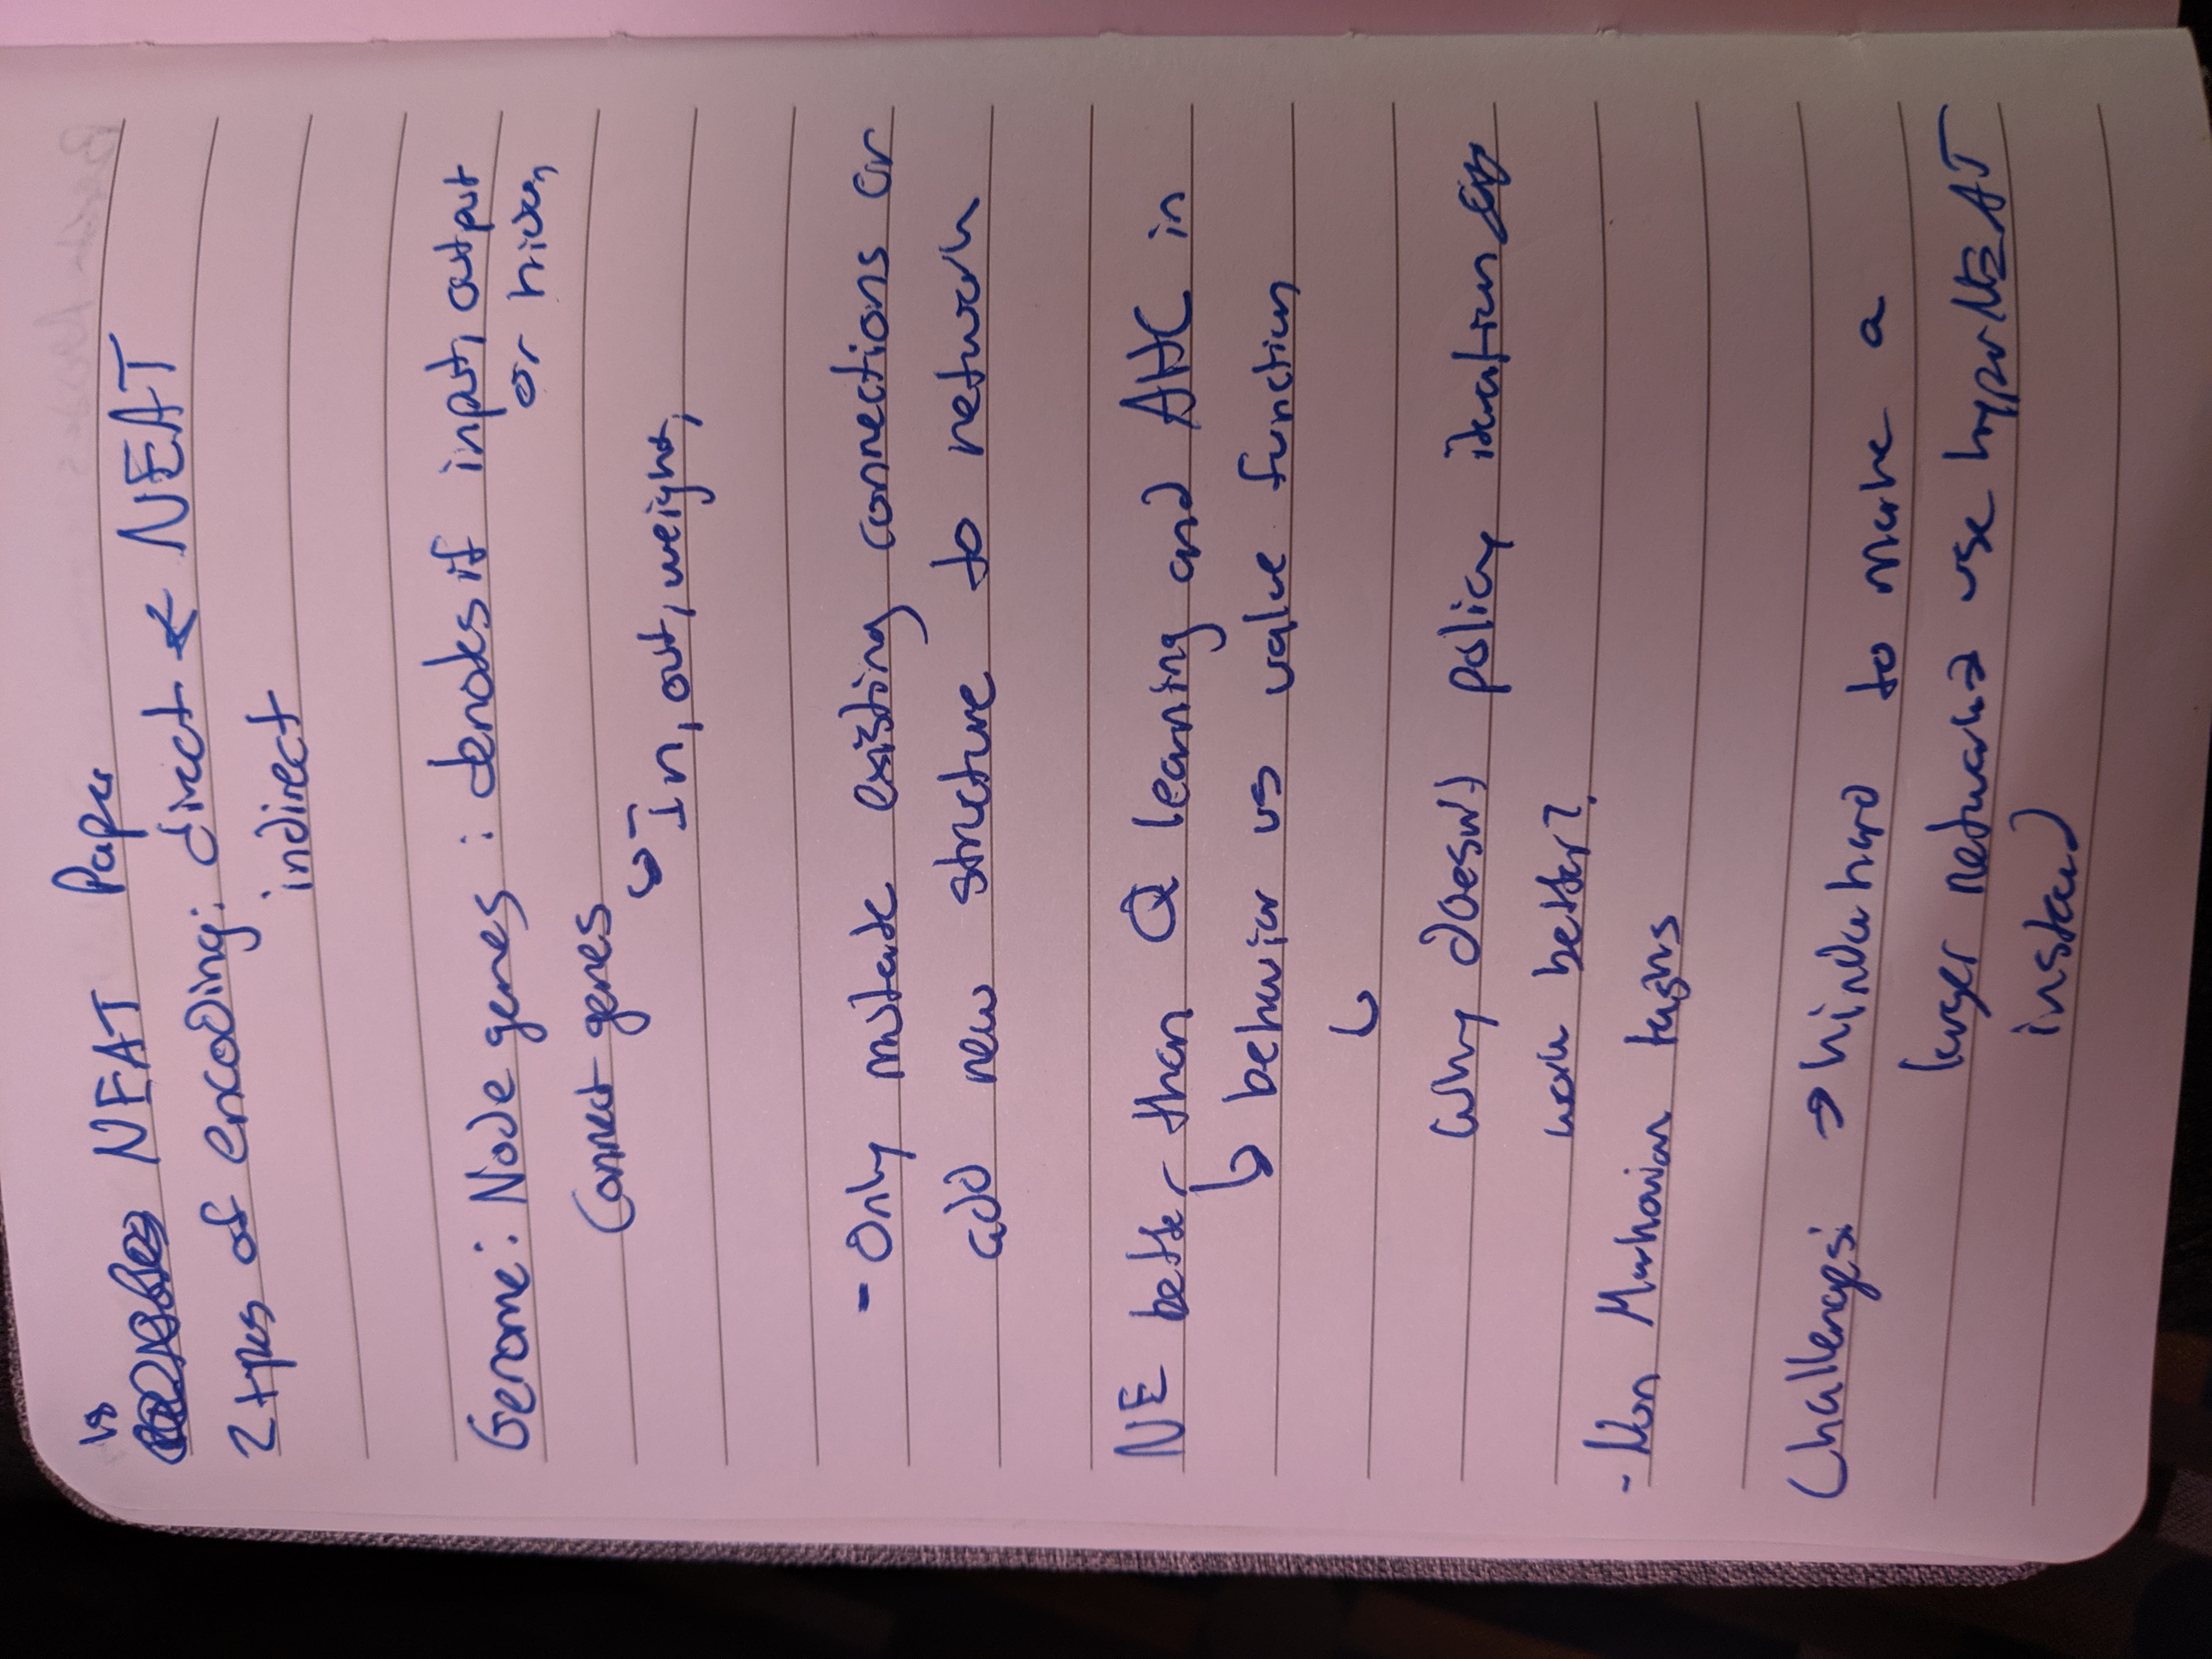 18
NEAT Paper
2 types of encoding: direct ← NEAT
indirect
Genome: Node genes : denotes if input, output
or hidden
Connect genes
↳ In, out, weight,
- Only mutate existing connections or
add new structure to network
NE better than Q learning and AHC in
↳ behavior vs value function
↳
Why doesn't policy iteration
work better?
- Non Markovian tasks
Challenges: → kinda hard to make a
larger network → use hyperNEAT
instead